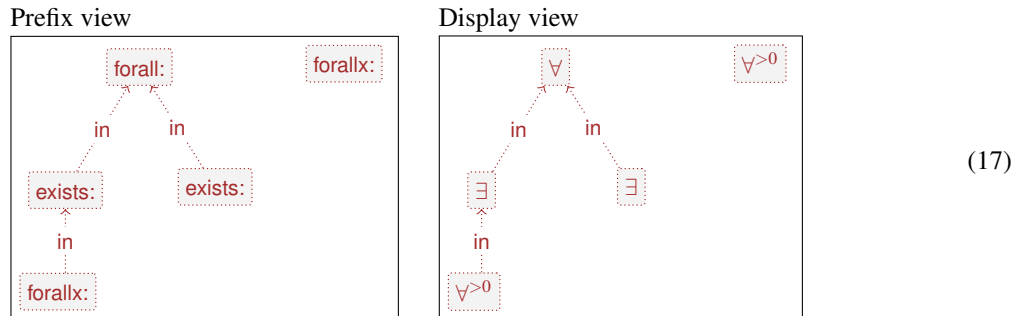 Prefix view Display view
forall: forallx: ∀ ∀>0
in in in in
(17)
exists: exists: ∃ ∃
in in
forallx: ∀>0